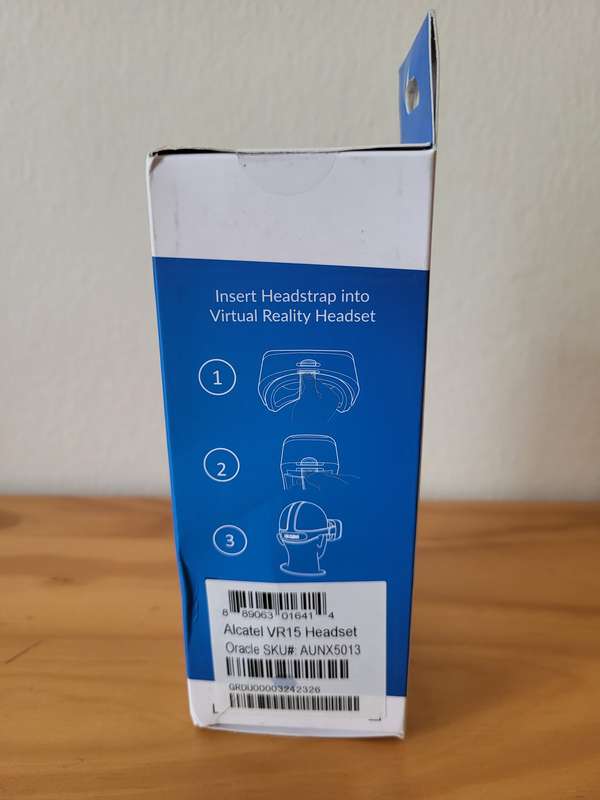 Insert Headstrap into
Virtual Reality Headset
1
2
3
8 89063 01641 4
Alcatel VR15 Headset
Oracle SKU#: AUNX5013
GRDU00003242326